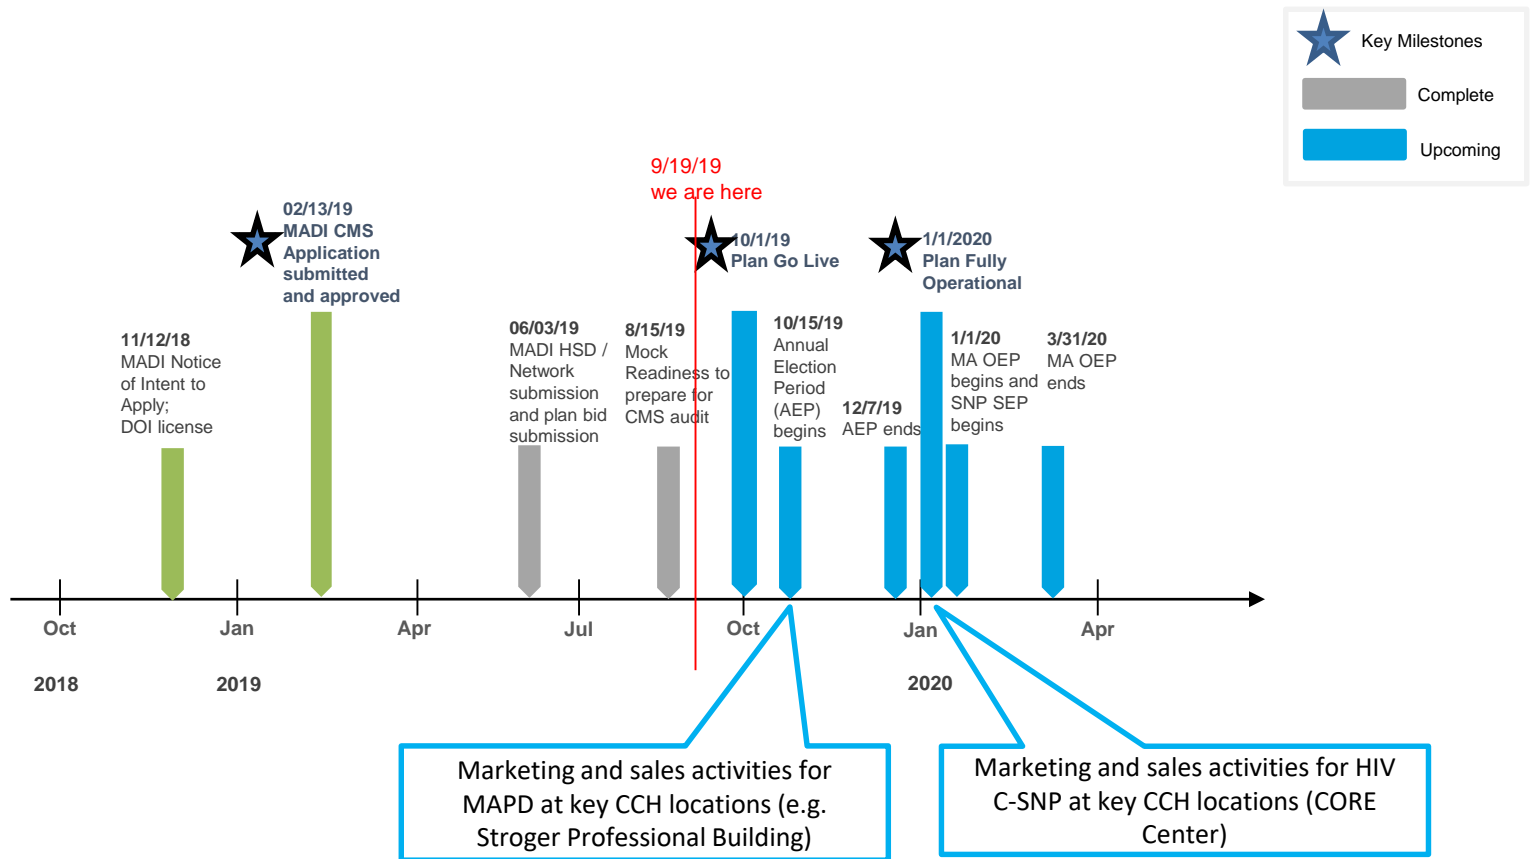 Key Milestones
Complete
Upcoming
9/19/19
we are here
02/13/19
MADI CMS
Application
submitted
and approved
10/1/19
Plan Go Live
1/1/2020
Plan Fully
Operational
11/12/18
MADI Notice
of Intent to
Apply;
DOI license
06/03/19
MADI HSD /
Network
submission
and plan bid
submission
8/15/19
Mock
Readiness to
prepare for
CMS audit
10/15/19
Annual
Election
Period
(AEP)
begins
12/7/19
AEP ends
1/1/20
MA OEP
begins and
SNP SEP
begins
3/31/20
MA OEP
ends
Oct
Jan
Apr
Jul
Oct
Jan
Apr
2018
2019
2020
Marketing and sales activities for
MAPD at key CCH locations (e.g.
Stroger Professional Building)
Marketing and sales activities for HIV
C-SNP at key CCH locations (CORE
Center)